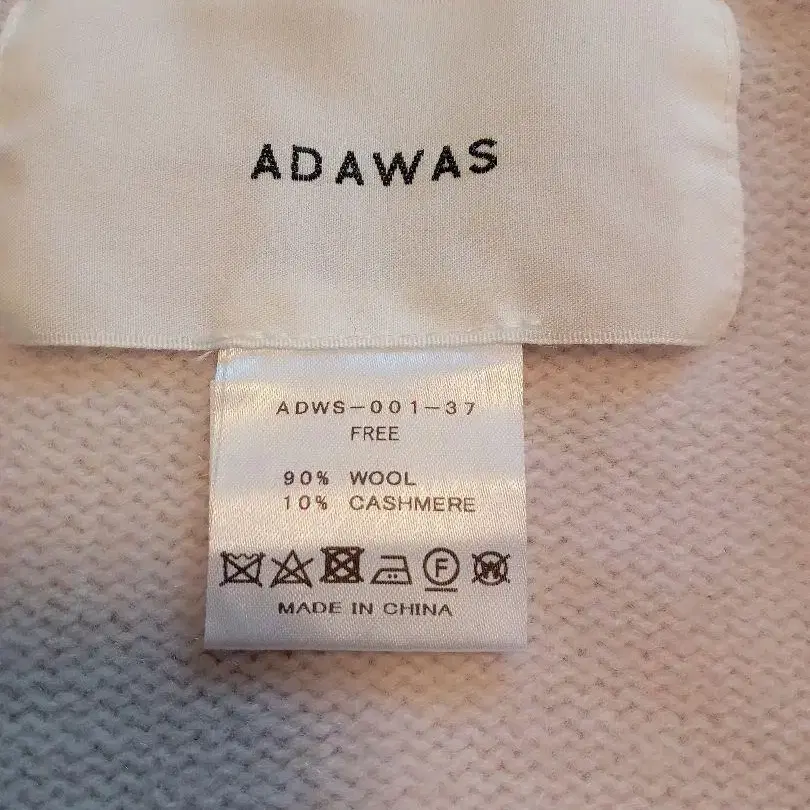 ADAWAS
ADWS-001-37
FREE
90% WOOL
10% CASHMERE
F W
MADE IN CHINA